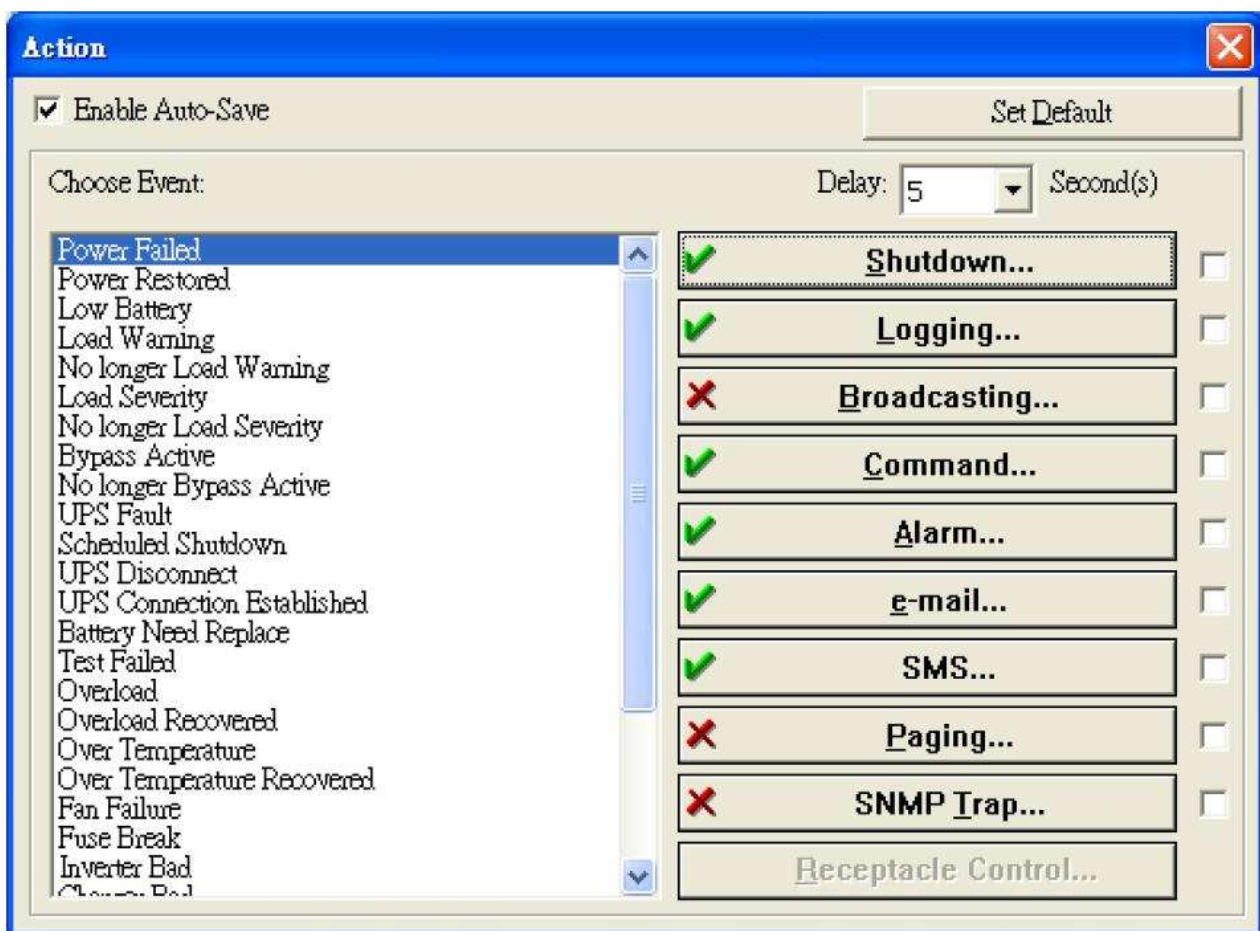 Action
Enable Auto-Save
Set Default
Choose Event:
Delay: 5 Second(s)
Power Failed
Power Restored
Low Battery
Load Warning
No longer Load Warning
Load Severity
No longer Load Severity
Bypass Active
No longer Bypass Active
UPS Fault
Scheduled Shutdown
UPS Disconnect
UPS Connection Established
Battery Need Replace
Test Failed
Overload
Overload Recovered
Over Temperature
Over Temperature Recovered
Fan Failure
Fuse Break
Inverter Bad
Shutdown...
Logging...
Broadcasting...
Command...
Alarm...
e-mail...
SMS...
Paging...
SNMP Trap...
Receptacle Control...